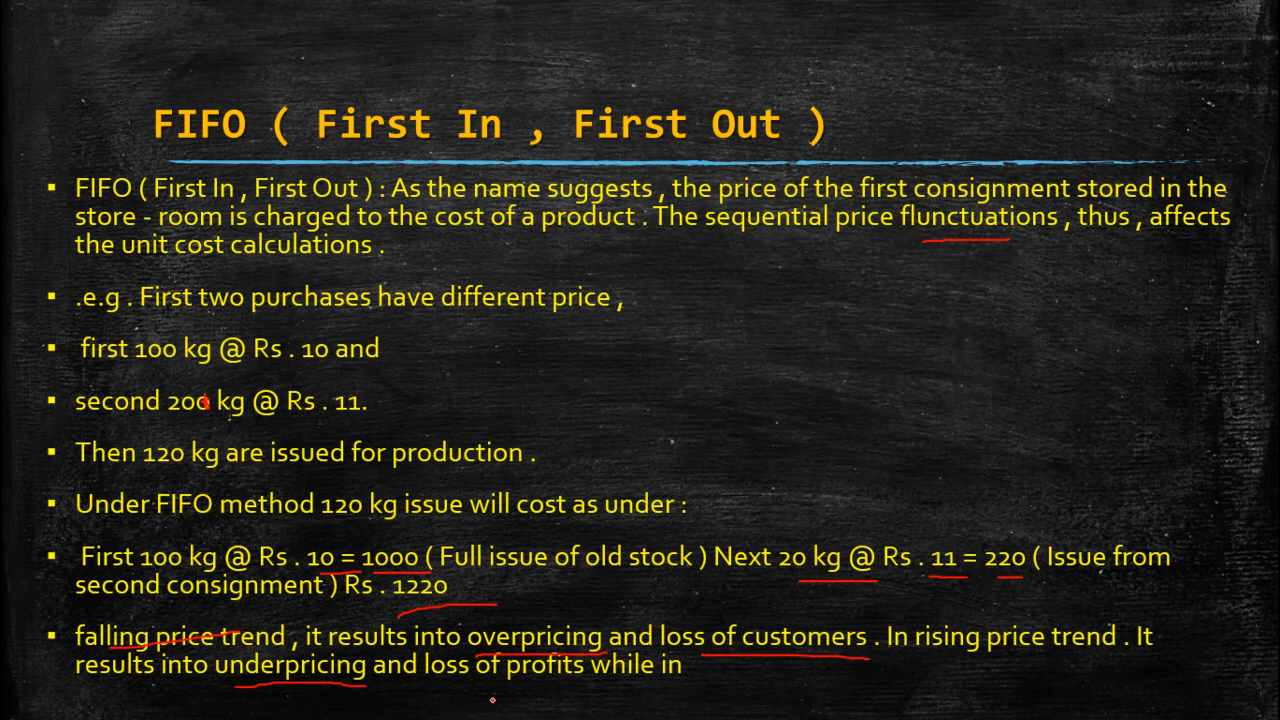 FIFO ( First In , First Out )
▪ FIFO ( First In , First Out ) : As the name suggests , the price of the first consignment stored in the
store - room is charged to the cost of a product . The sequential price flunctuations , thus , affects
the unit cost calculations .
▪ .e.g . First two purchases have different price ,
▪ first 100 kg @ Rs . 10 and
▪ second 200 kg @ Rs . 11.
▪ Then 120 kg are issued for production .
▪ Under FIFO method 120 kg issue will cost as under :
▪ First 100 kg @ Rs . 10 = 1000 ( Full issue of old stock ) Next 20 kg @ Rs . 11 = 220 ( Issue from
second consignment ) Rs . 1220
▪ falling price trend , it results into overpricing and loss of customers . In rising price trend . It
results into underpricing and loss of profits while in